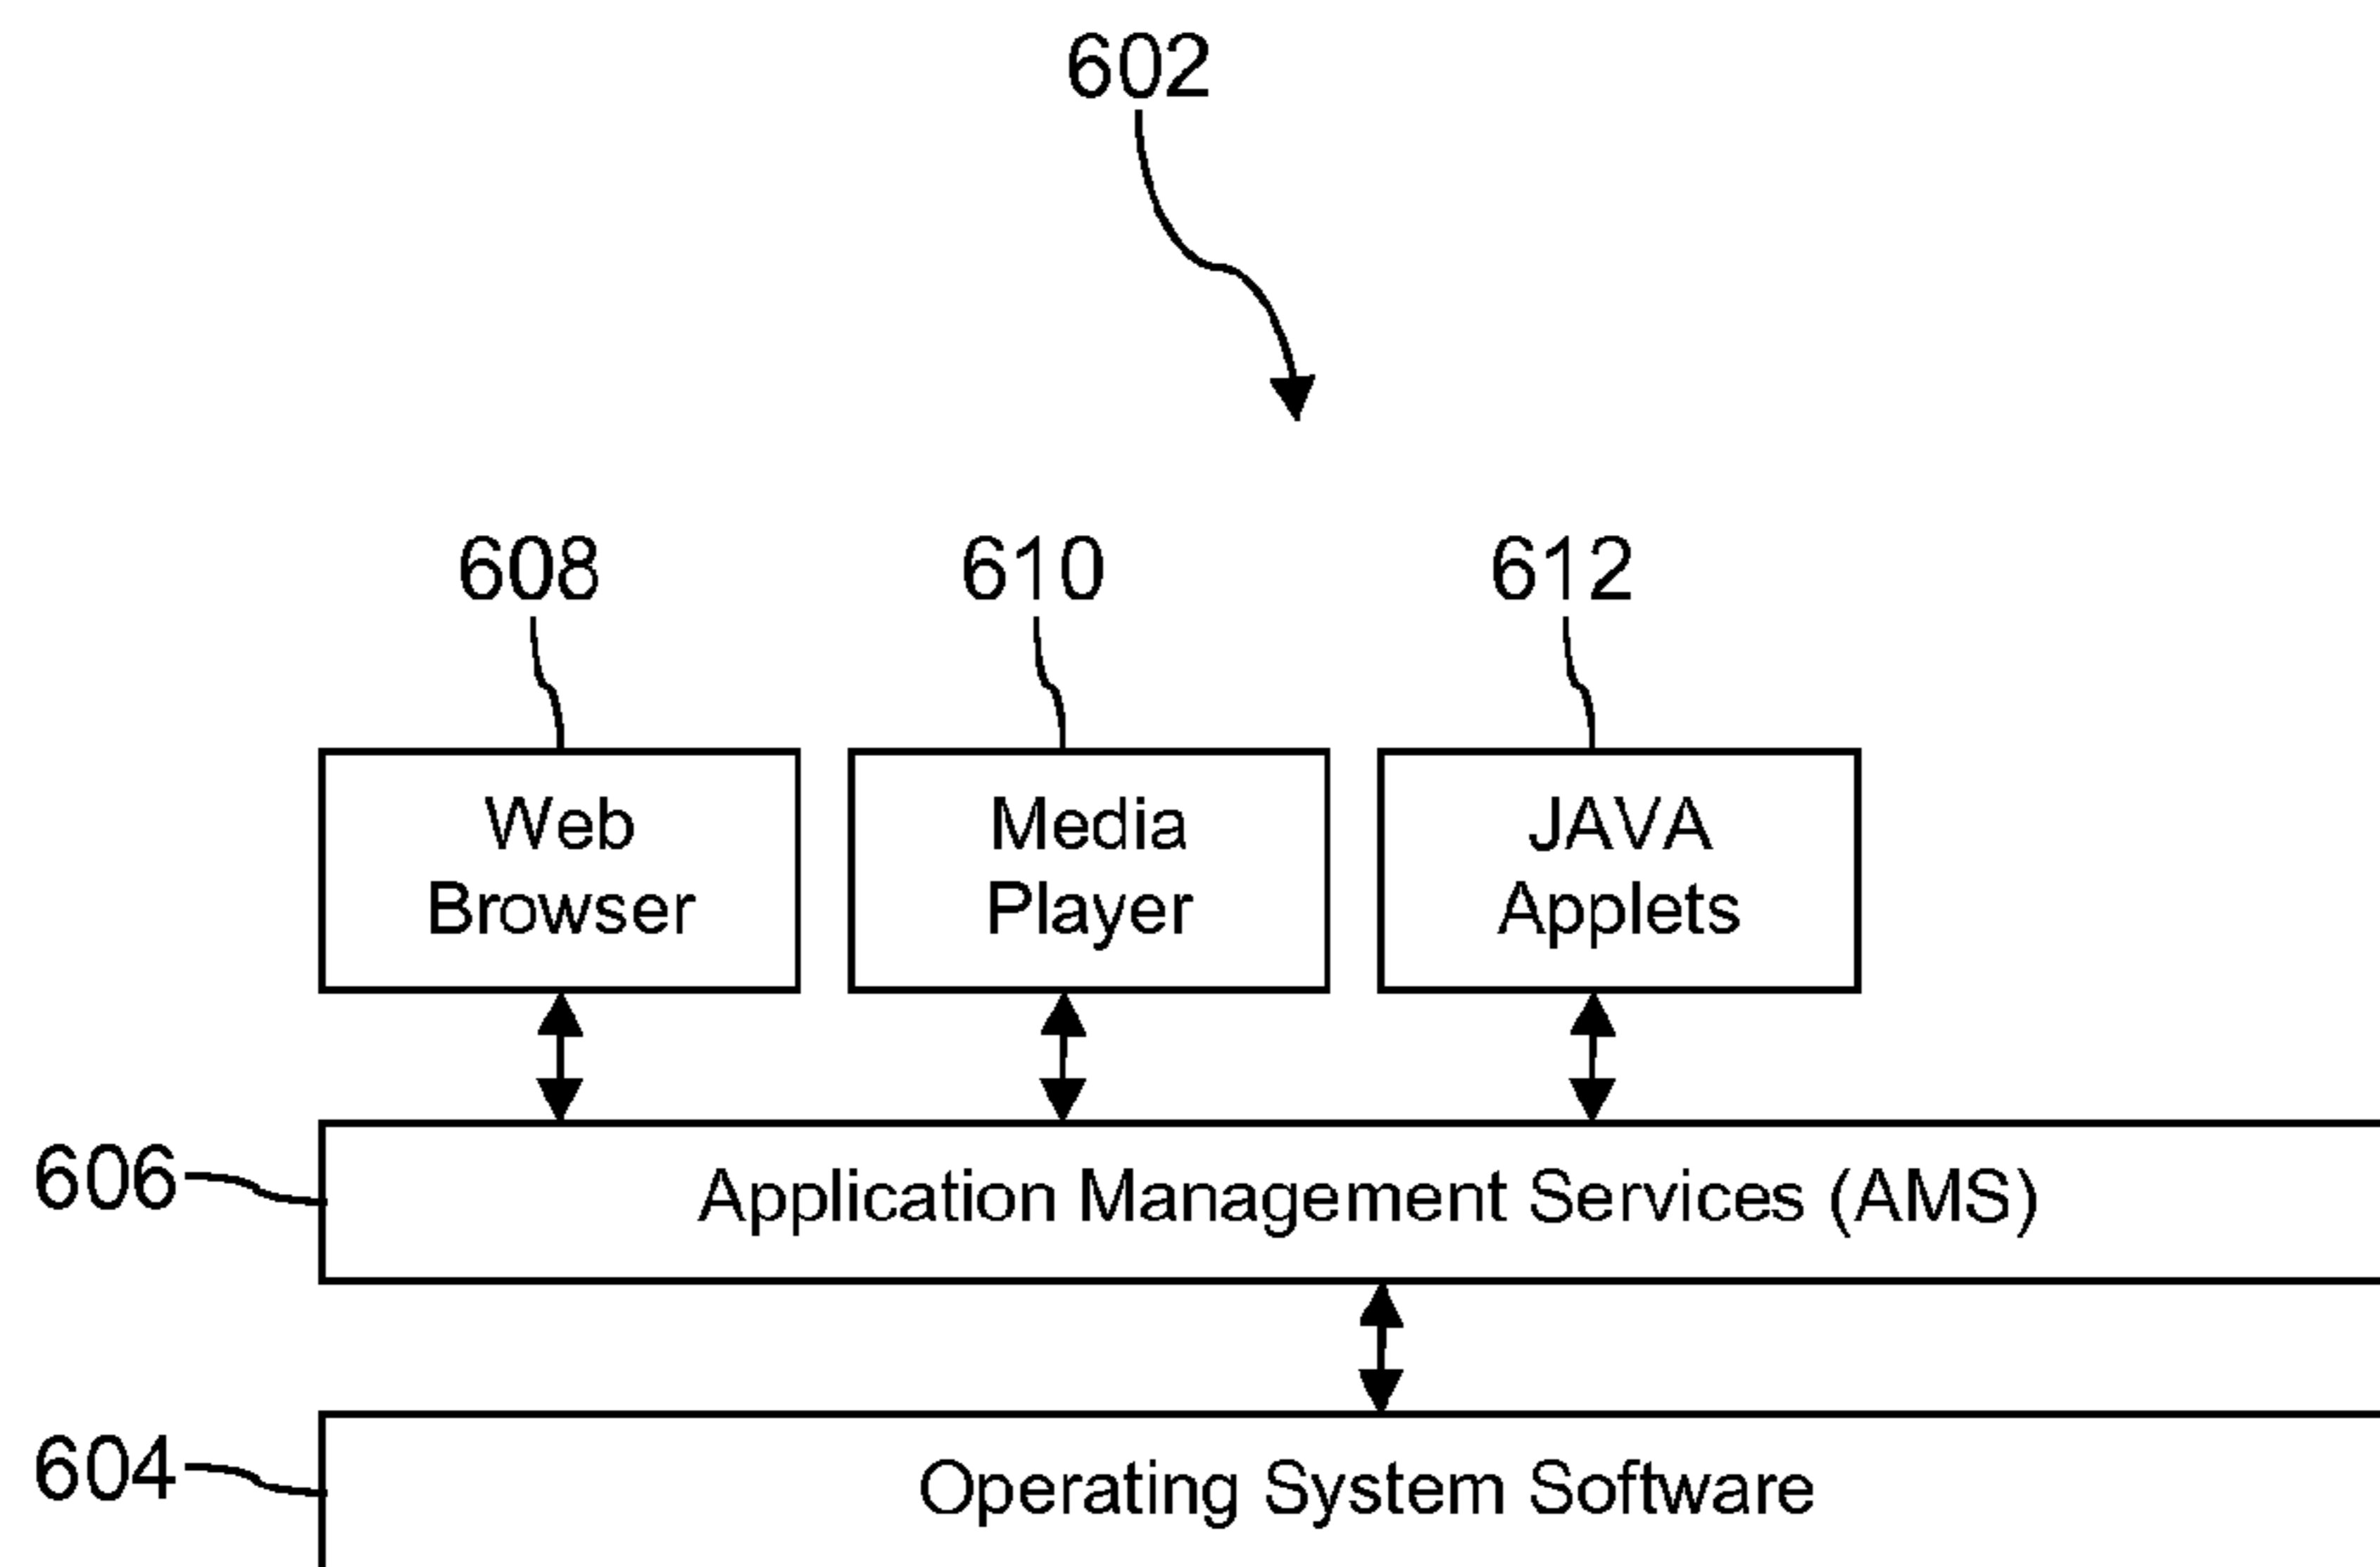 602
608
610
612
Web
Browser
Media
Player
JAVA
Applets
606
Application Management Services (AMS)
604
Operating System Software